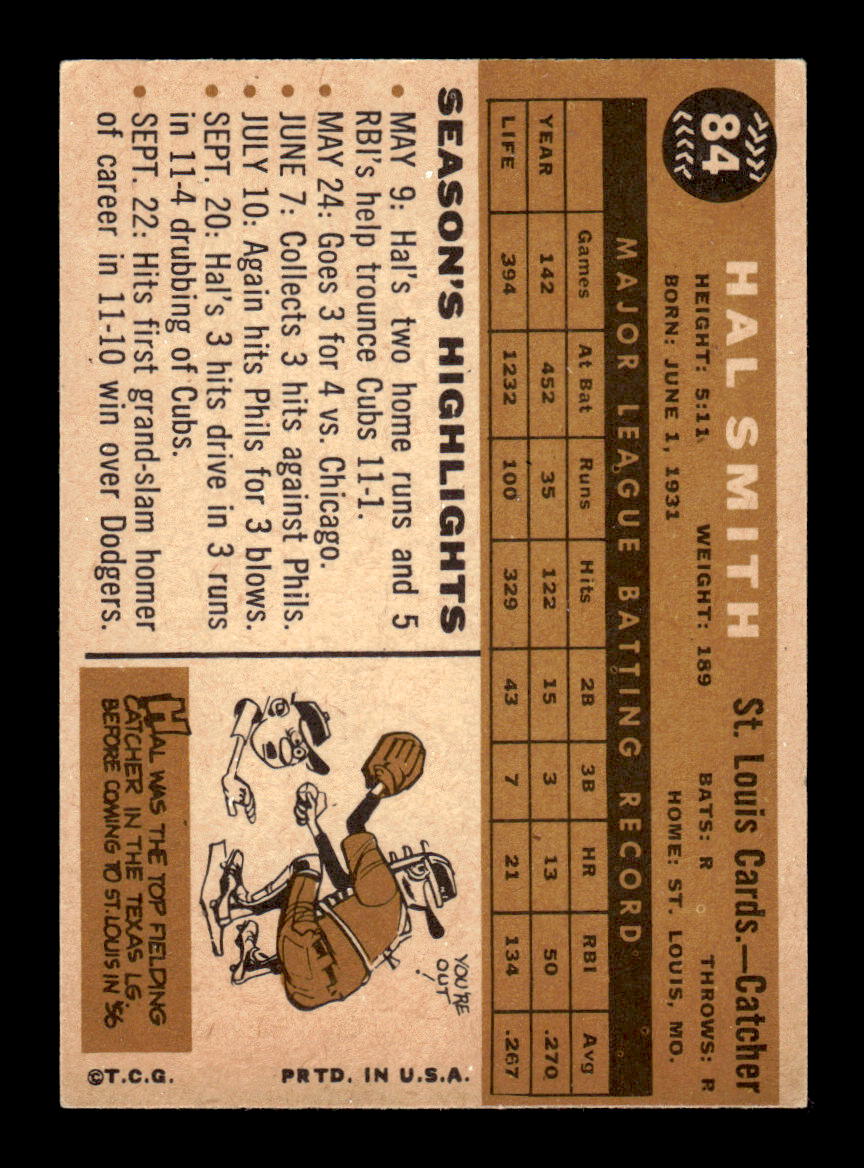 84
HAL SMITH St. Louis Cards.—Catcher
HEIGHT: 5:11 WEIGHT: 189 BATS: R THROWS: R
BORN: JUNE 1, 1931 HOME: ST. LOUIS, MO.
MAJOR LEAGUE BATTING RECORD
Games At Bat Runs Hits 2B 3B HR RBI Avg
YEAR 142 452 35 122 15 3 13 50 .270
LIFE 394 1232 100 329 43 7 21 134 .267
SEASON'S HIGHLIGHTS
• MAY 9: Hal's two home runs and 5
RBI's help trounce Cubs 11-1.
• MAY 24: Goes 3 for 4 vs. Chicago.
• JUNE 7: Collects 3 hits against Phils.
• JULY 10: Again hits Phils for 3 blows.
• SEPT. 20: Hal's 3 hits drive in 3 runs
in 11-4 drubbing of Cubs.
• SEPT. 22: Hits first grand-slam homer
of career in 11-10 win over Dodgers.
YOU'RE
OUT!
HAL WAS THE TOP FIELDING
CATCHER IN THE TEXAS LG.
BEFORE COMING TO ST. LOUIS IN '56
©T.C.G. PRTD. IN U.S.A.